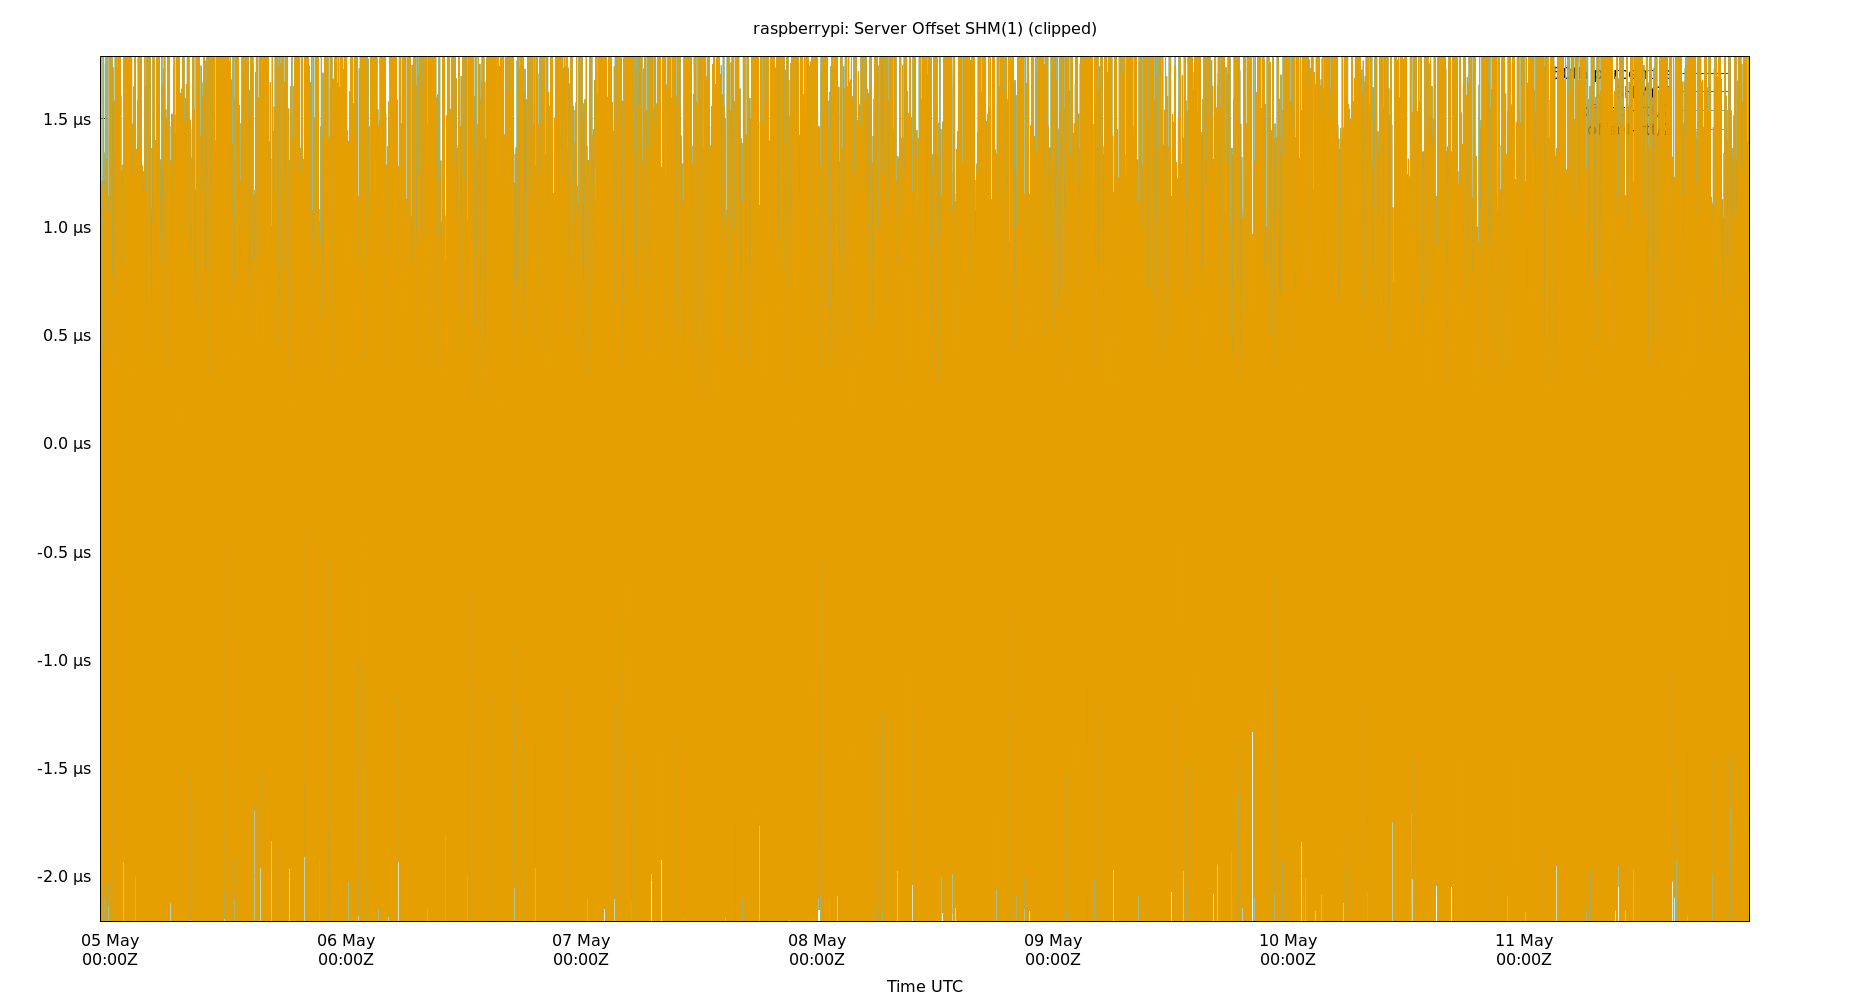 raspberrypi: Server Offset SHM(1) (clipped)
1.5 µs
1.0 µs
0.5 µs
0.0 µs
-0.5 µs
-1.0 µs
-1.5 µs
-2.0 µs
05 May 06 May 07 May 08 May 09 May 10 May 11 May
00:00Z 00:00Z 00:00Z 00:00Z 00:00Z 00:00Z 00:00Z
Time UTC